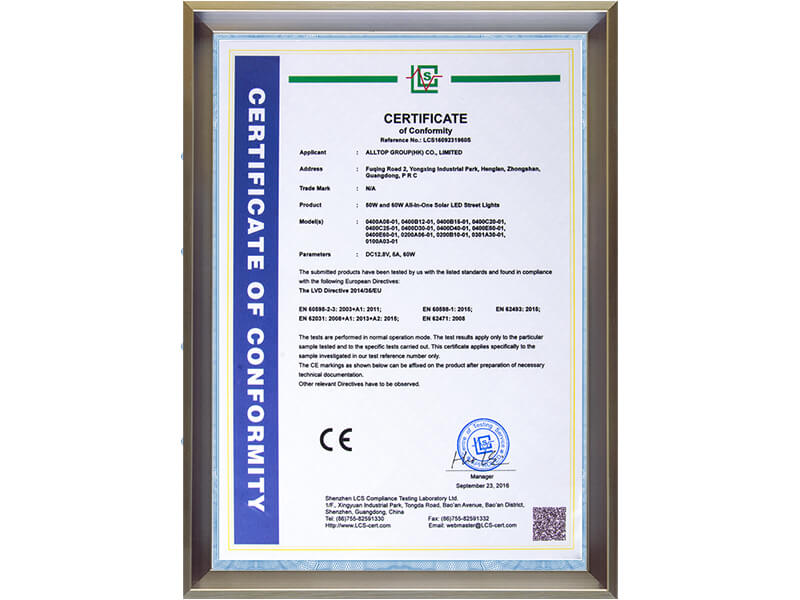 CERTIFICATE OF CONFORMITY
LCS
CERTIFICATE
of Conformity
Reference No.: LCS1609231960S
Applicant : ALLTOP GROUP(HK) CO., LIMITED
Address : Fuqing Road 2, Yongxing Industrial Park, Henglan, Zhongshan,
Guangdong, P R C
Trade Mark : N/A
Product : 50W and 60W All-In-One Solar LED Street Lights
Model(s) : 0400A08-01, 0400B12-01, 0400B15-01, 0400C20-01,
0400C25-01, 0400D30-01, 0400D40-01, 0400E50-01,
0400E60-01, 0200A06-01, 0200B10-01, 0301A30-01,
0100A03-01
Parameters : DC12.8V, 5A, 60W
The submitted products have been tested by us with the listed standards and found in compliance
with the following European Directives:
The LVD Directive 2014/35/EU
EN 60598-2-3: 2003+A1: 2011; EN 60598-1: 2015; EN 62493: 2015;
EN 62031: 2008+A1: 2013+A2: 2015; EN 62471: 2008
The tests are performed in normal operation mode. The test results apply only to the particular
sample tested and to the specific tests carried out. This certificate applies specifically to the
sample investigated in our test reference number only.
The CE markings as shown below can be affixed on the product after preparation of necessary
technical documentation.
Other relevant Directives have to be observed.
CE
Manager
September 23, 2016
Shenzhen LCS Compliance Testing Laboratory Ltd.
1/F., Xingyuan Industrial Park, Tongda Road, Bao'an Avenue, Bao'an District,
Shenzhen, Guangdong, China
Tel: (86)755-82591330 Fax: (86)755-82591332
Http://www.LCS-cert.com Email: webmaster@LCS-cert.com